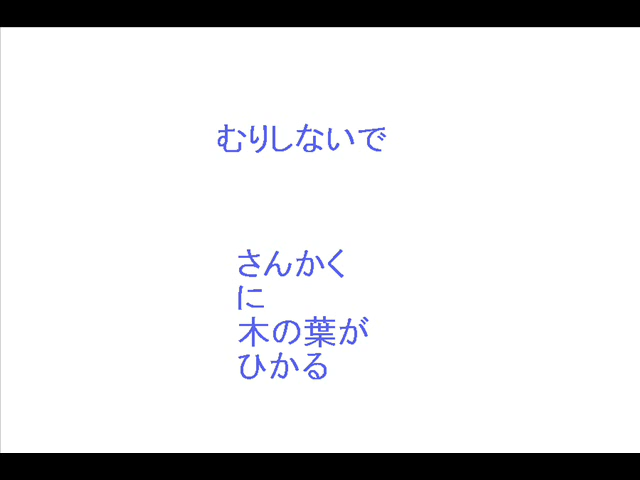 むりしないで
さんかく
に
木の葉が
ひかる